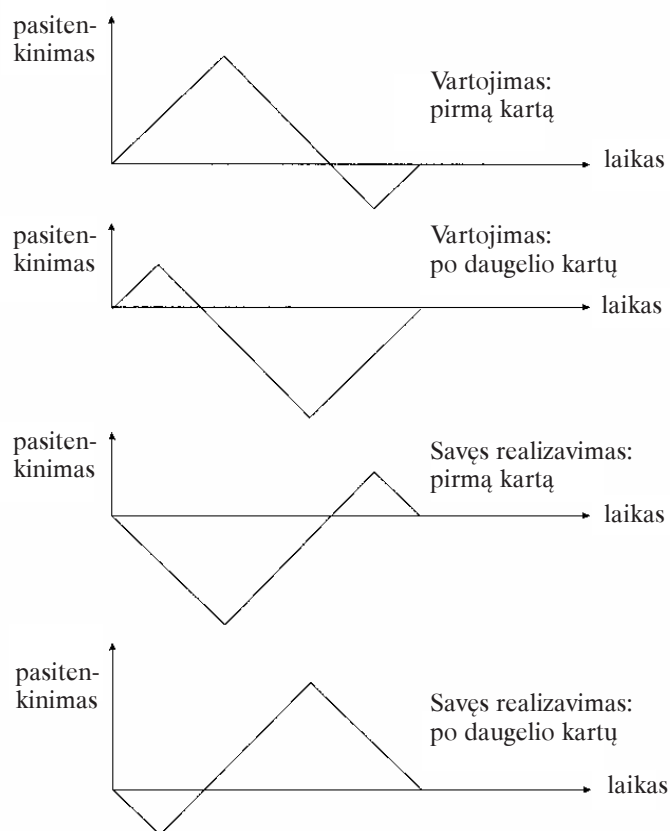 pasiten-
kinimas
Vartojimas:
pirmą kartą
laikas
pasiten-
kinimas
Vartojimas:
po daugelio kartų
laikas
pasiten-
kinimas
Savęs realizavimas:
pirmą kartą
laikas
pasiten-
kinimas
Savęs realizavimas:
po daugelio kartų
laikas